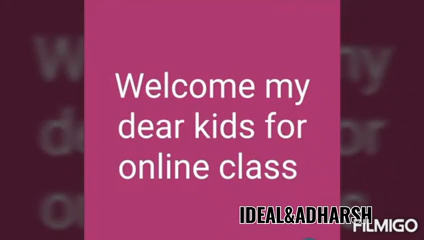 Welcome my
dear kids for
online class
IDEAL&ADHARSH
FILMIGO